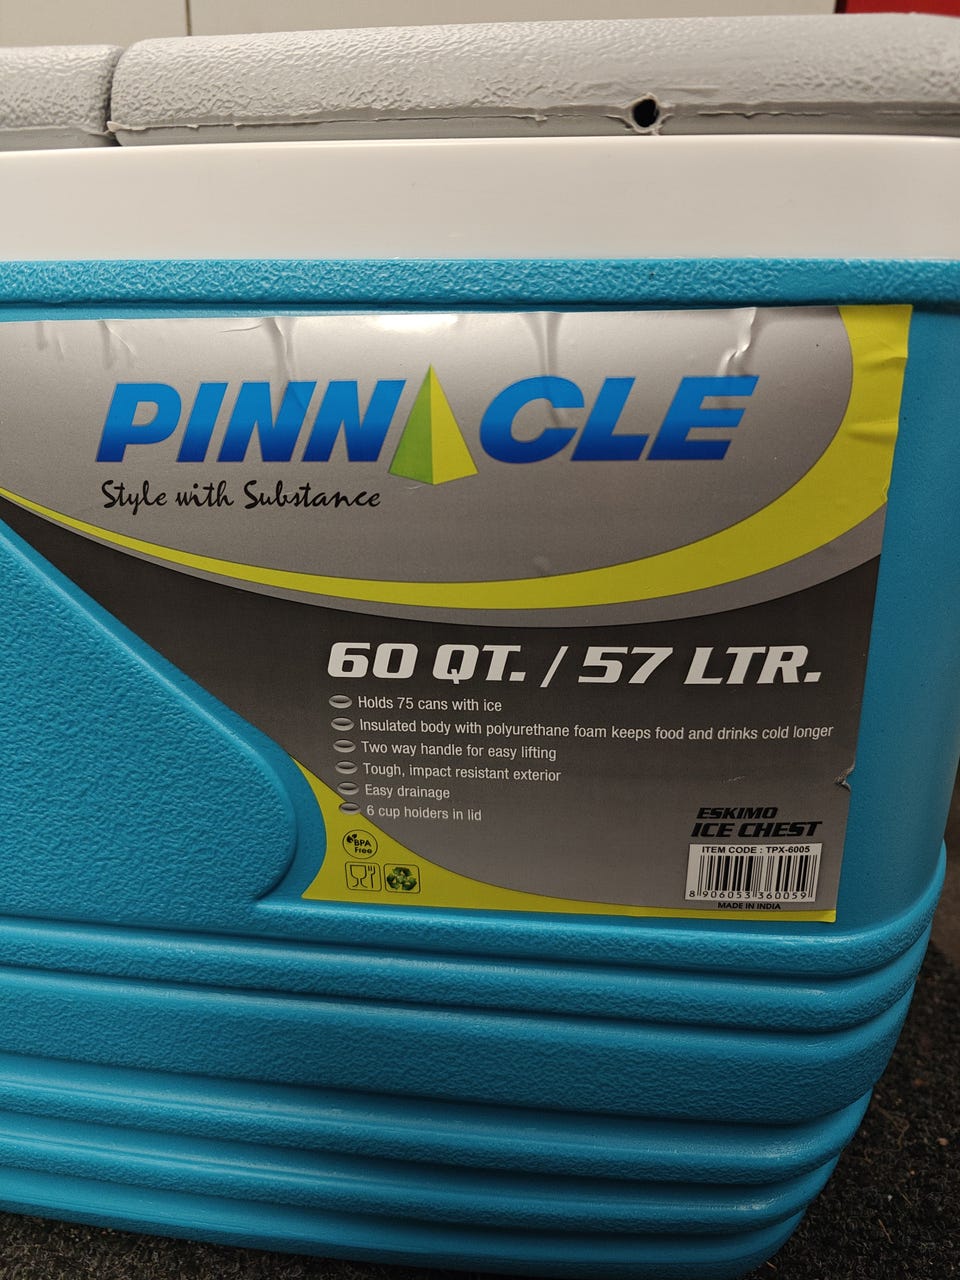 PINNACLE
Style with Substance
60 QT. / 57 LTR.
Holds 75 cans with ice
Insulated body with polyurethane foam keeps food and drinks cold longer
Two way handle for easy lifting
Tough, impact resistant exterior
Easy drainage
6 cup holders in lid
BPA
Free
ESKIMO
ICE CHEST
ITEM CODE : TPX-6005
8 906053 360059
MADE IN INDIA